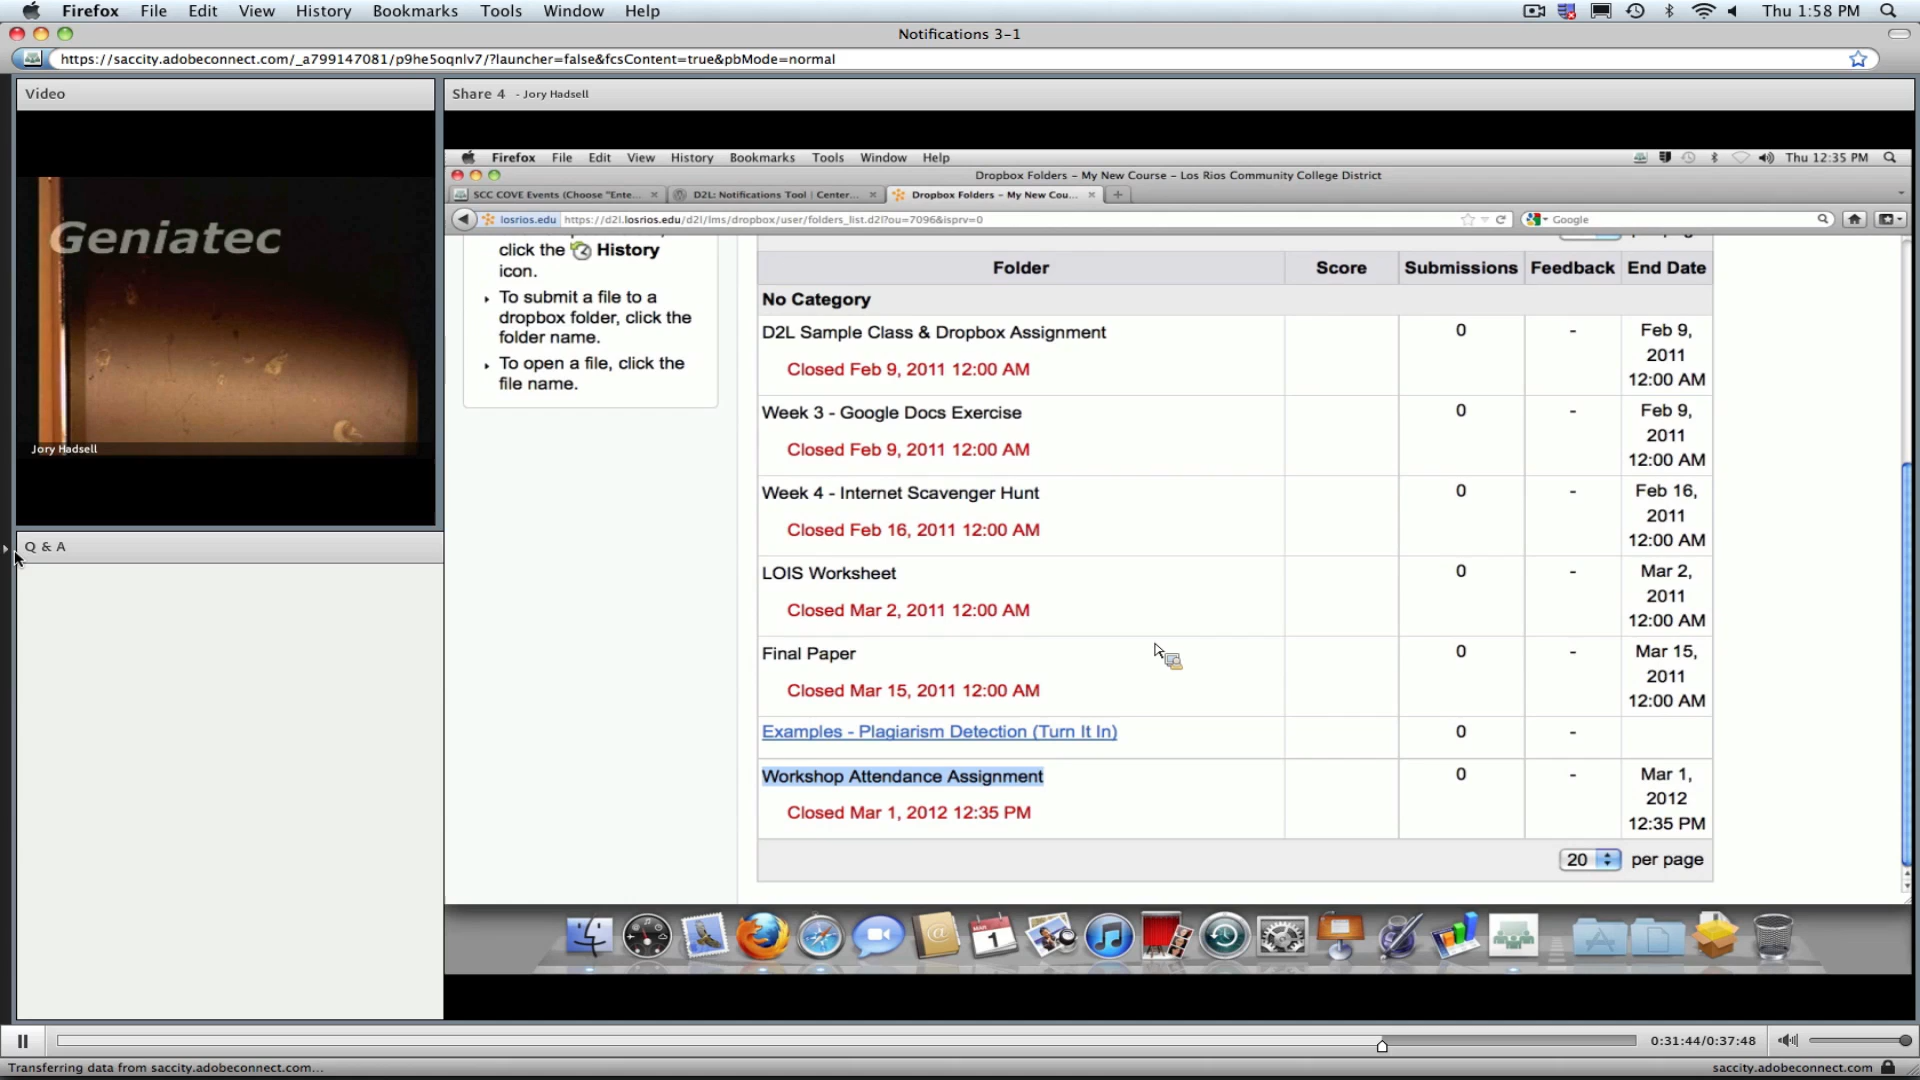 Firefox File Edit View History Bookmarks Tools Window Help Thu 1:58 PM
Notifications 3-1
https://saccity.adobeconnect.com/_a799147081/p9he5oqnlv7/?launcher=false&fcsContent=true&pbMode=normal
Video
Share 4 - Jory Hadsell
Firefox File Edit View History Bookmarks Tools Window Help Thu 12:35 PM
Dropbox Folders – My New Course – Los Rios Community College District
SCC COVE Events (Choose "Ente... D2L: Notifications Tool | Center... Dropbox Folders – My New Cou...
losrios.edu https://d2l.losrios.edu/d2l/lms/dropbox/user/folders_list.d2l?ou=7096&isprv=0 Google
Geniatec
Jory Hadsell
click the History
icon.
To submit a file to a
dropbox folder, click the
folder name.
To open a file, click the
file name.
Folder Score Submissions Feedback End Date
No Category
D2L Sample Class & Dropbox Assignment 0 - Feb 9,
2011
12:00 AM
Closed Feb 9, 2011 12:00 AM
Week 3 - Google Docs Exercise 0 - Feb 9,
2011
12:00 AM
Closed Feb 9, 2011 12:00 AM
Week 4 - Internet Scavenger Hunt 0 - Feb 16,
2011
12:00 AM
Closed Feb 16, 2011 12:00 AM
LOIS Worksheet 0 - Mar 2,
2011
12:00 AM
Closed Mar 2, 2011 12:00 AM
Final Paper 0 - Mar 15,
2011
12:00 AM
Closed Mar 15, 2011 12:00 AM
Examples - Plagiarism Detection (Turn It In) 0 -
Workshop Attendance Assignment 0 - Mar 1,
2012
12:35 PM
Closed Mar 1, 2012 12:35 PM
20 per page
Q & A
MAR
1
0:31:44/0:37:48
Transferring data from saccity.adobeconnect.com... saccity.adobeconnect.com